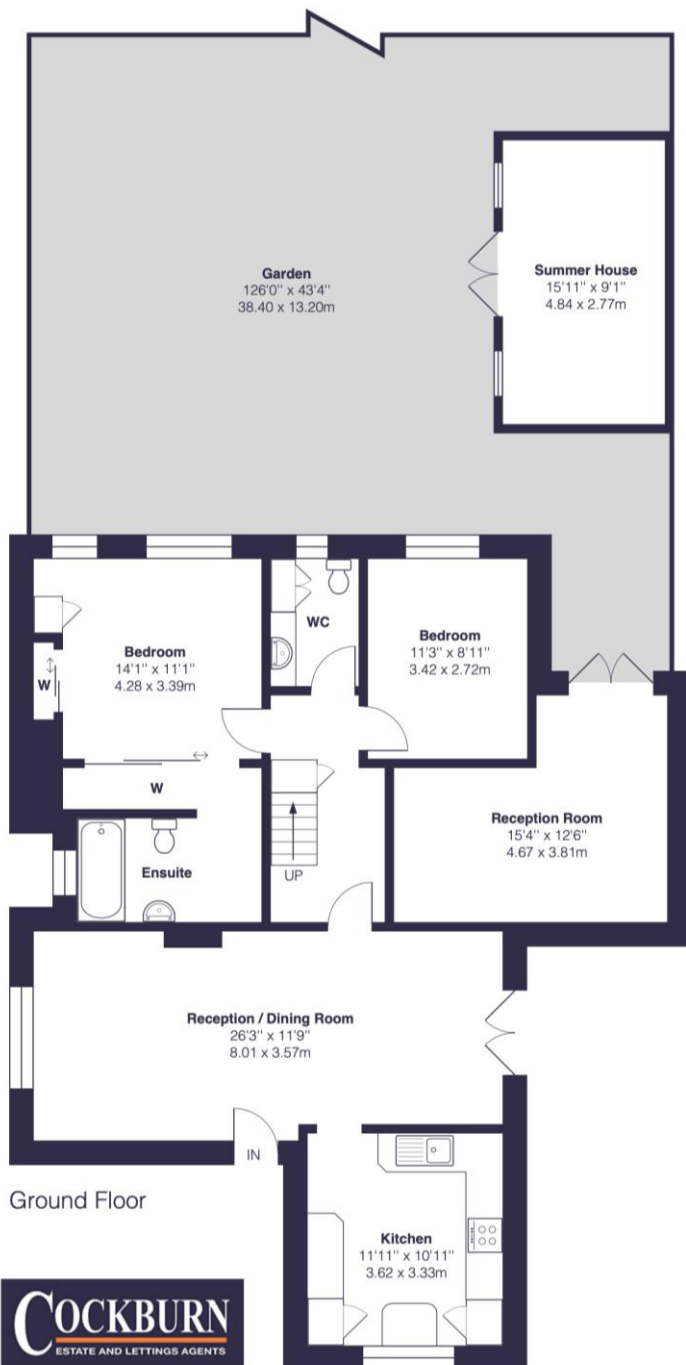 Garden
126'0'' x 43'4''
38.40 x 13.20m
Summer House
15'11'' x 9'1''
4.84 x 2.77m
Bedroom
14'1'' x 11'1''
4.28 x 3.39m
W
W
WC
Bedroom
11'3'' x 8'11''
3.42 x 2.72m
Reception Room
15'4'' x 12'6''
4.67 x 3.81m
Ensuite
UP
Reception / Dining Room
26'3'' x 11'9''
8.01 x 3.57m
IN
Ground Floor
Kitchen
11'11'' x 10'11''
3.62 x 3.33m
COCKBURN
ESTATE AND LETTINGS AGENTS